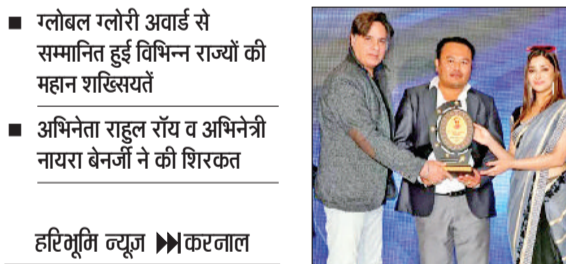 ग्लोबल ग्लोरी अवार्ड से
सम्मानित हुई विभिन्न राज्यों की
महान शख्सियतें
अभिनेता राहुल रॉय व अभिनेत्री
नायरा बेनर्जी ने की शिरकत
हरिभूमि न्यूज़ करनाल